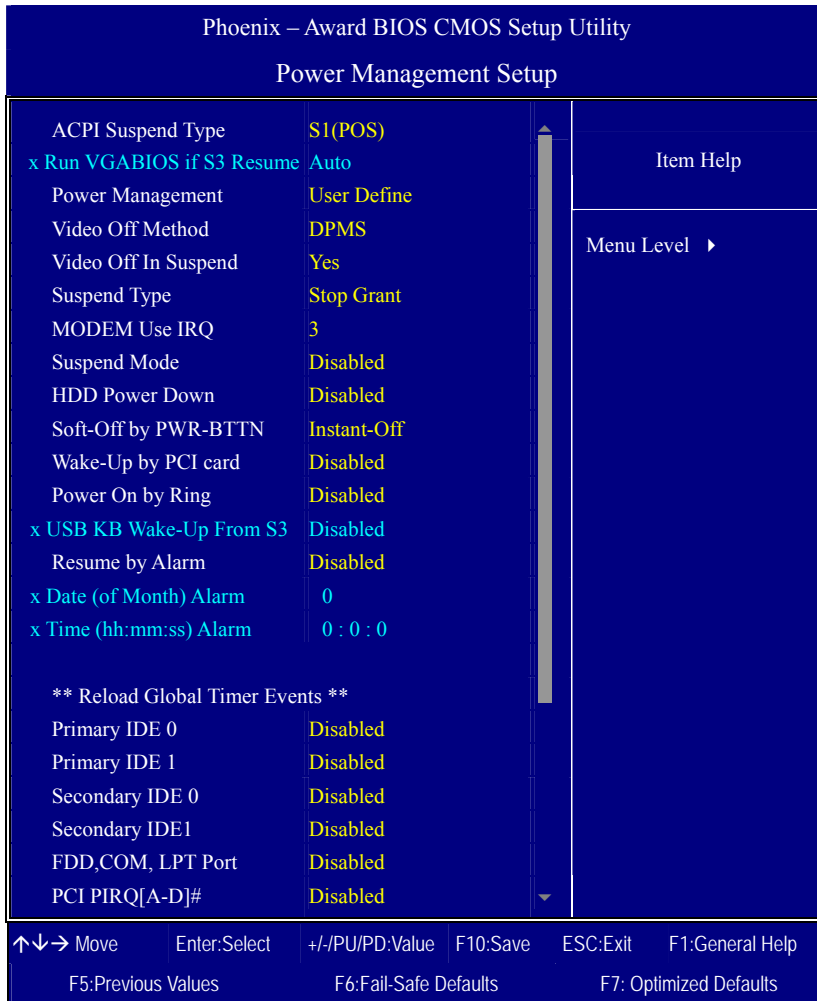 Phoenix – Award BIOS CMOS Setup Utility
Power Management Setup
ACPI Suspend Type S1(POS)
x Run VGABIOS if S3 Resume Auto
Power Management User Define
Video Off Method DPMS
Video Off In Suspend Yes
Suspend Type Stop Grant
MODEM Use IRQ 3
Suspend Mode Disabled
HDD Power Down Disabled
Soft-Off by PWR-BTTN Instant-Off
Wake-Up by PCI card Disabled
Power On by Ring Disabled
x USB KB Wake-Up From S3 Disabled
Resume by Alarm Disabled
x Date (of Month) Alarm 0
x Time (hh:mm:ss) Alarm 0 : 0 : 0
** Reload Global Timer Events **
Primary IDE 0 Disabled
Primary IDE 1 Disabled
Secondary IDE 0 Disabled
Secondary IDE1 Disabled
FDD,COM, LPT Port Disabled
PCI PIRQ[A-D]# Disabled
Item Help
Menu Level
↑↓→ Move Enter:Select +/-/PU/PD:Value F10:Save ESC:Exit F1:General Help
F5:Previous Values F6:Fail-Safe Defaults F7: Optimized Defaults